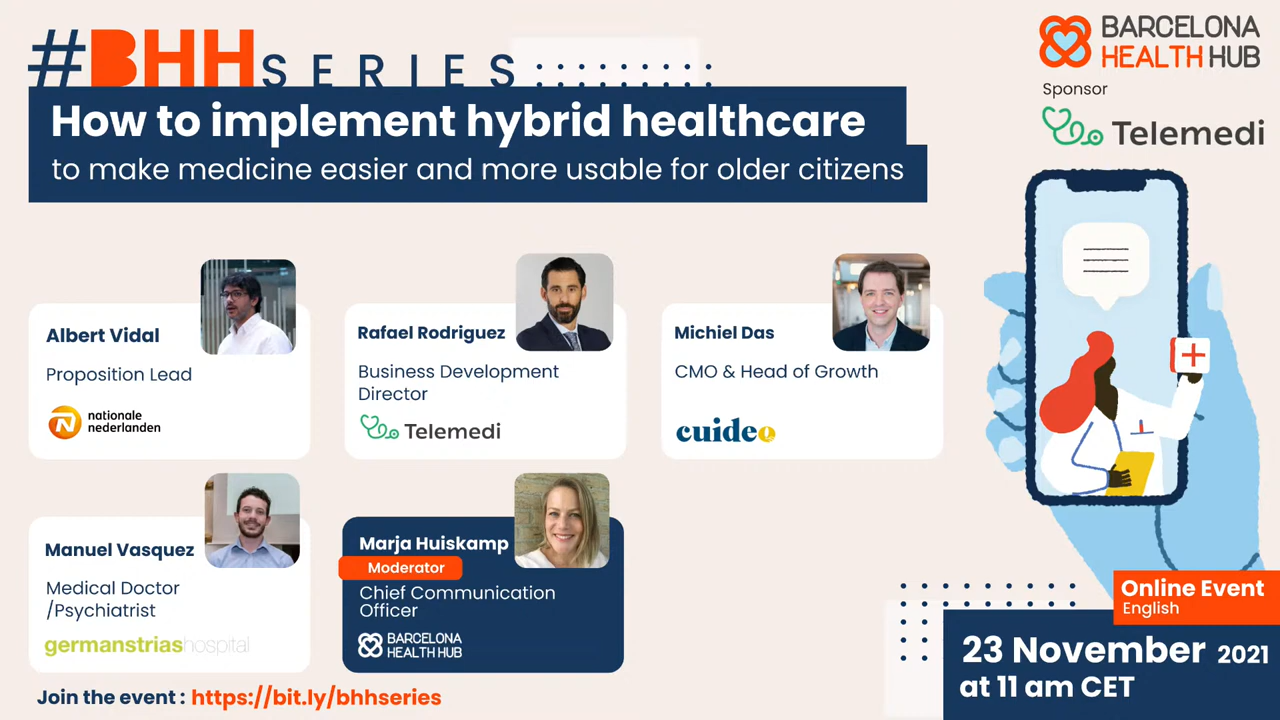 #BHH SERIES
How to implement hybrid healthcare
to make medicine easier and more usable for older citizens
BARCELONA
HEALTH HUB
Sponsor
Telemedi
Albert Vidal
Proposition Lead
nationale
nederlanden
Rafael Rodriguez
Business Development
Director
Telemedi
Michiel Das
CMO & Head of Growth
cuideo
Manuel Vasquez
Medical Doctor
/Psychiatrist
germanstriashospital
Marja Huiskamp
Moderator
Chief Communication
Officer
BARCELONA
HEALTH HUB
Join the event : https://bit.ly/bhhseries
Online Event
English
23 November 2021
at 11 am CET